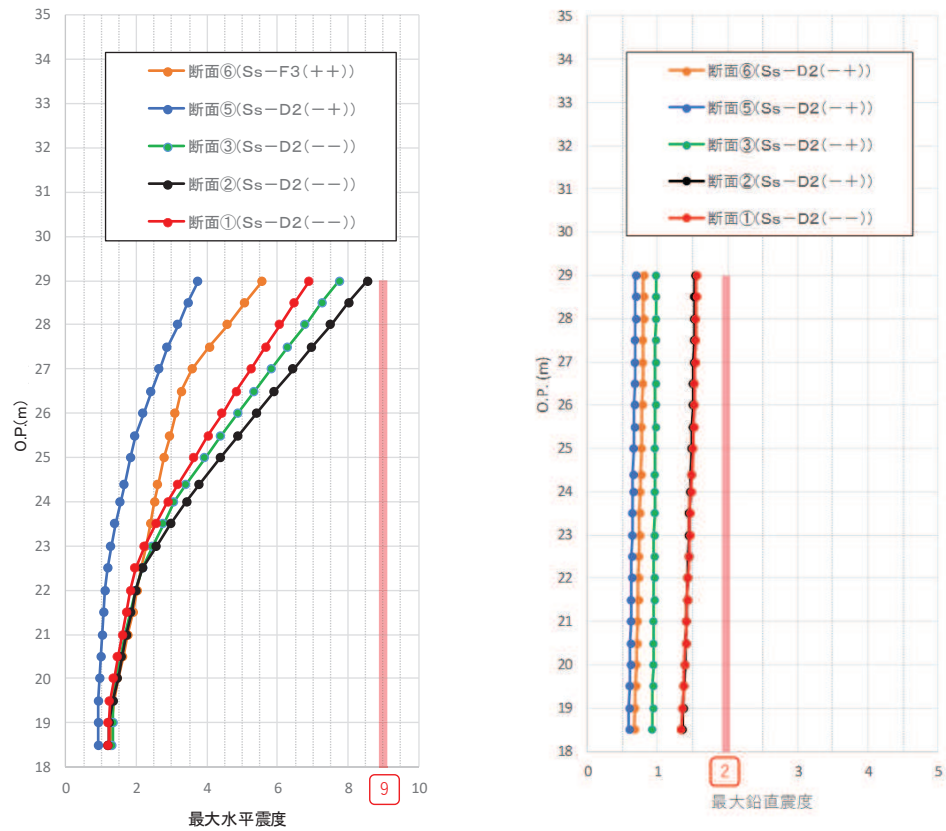 35
34
33
32
31
30
29
28
27
26
25
24
23
22
21
20
19
18
O.P.(m)
断面⑥(Ss-F3(++))
断面⑤(Ss-D2(-+))
断面③(Ss-D2(--))
断面②(Ss-D2(--))
断面①(Ss-D2(--))
0 2 4 6 8 9 10
最大水平震度
35
34
33
32
31
30
29
28
27
26
25
24
23
22
21
20
19
18
O.P. (m)
断面⑥(Ss-D2(-+))
断面⑤(Ss-D2(-+))
断面③(Ss-D2(-+))
断面②(Ss-D2(-+))
断面①(Ss-D2(--))
0 1 2 3 4 5
最大鉛直震度